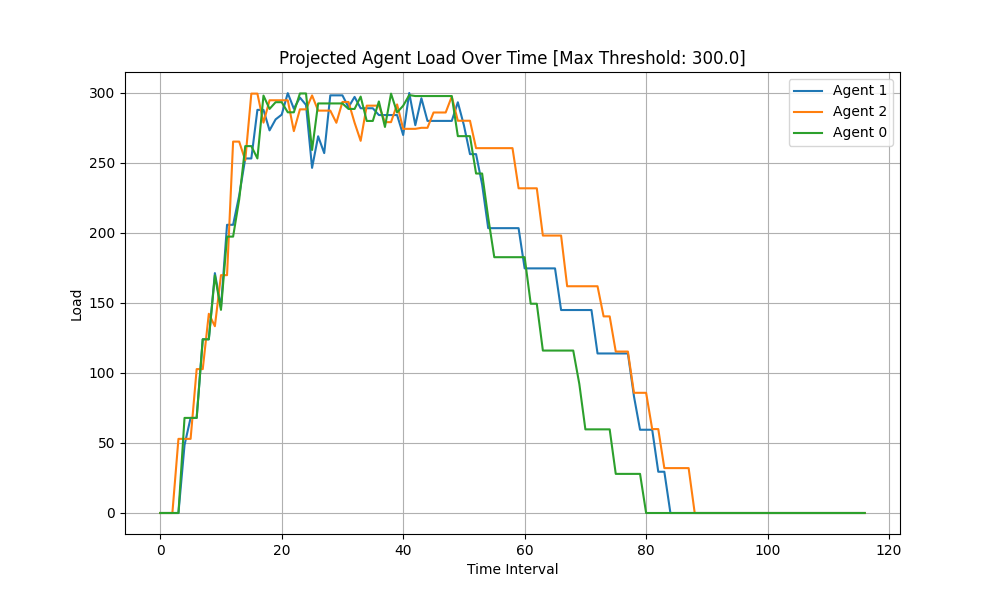 Projected Agent Load Over Time [Max Threshold: 300.0]
Agent 1
Agent 2
Agent 0
Load
300
250
200
150
100
50
0
0 20 40 60 80 100 120
Time Interval